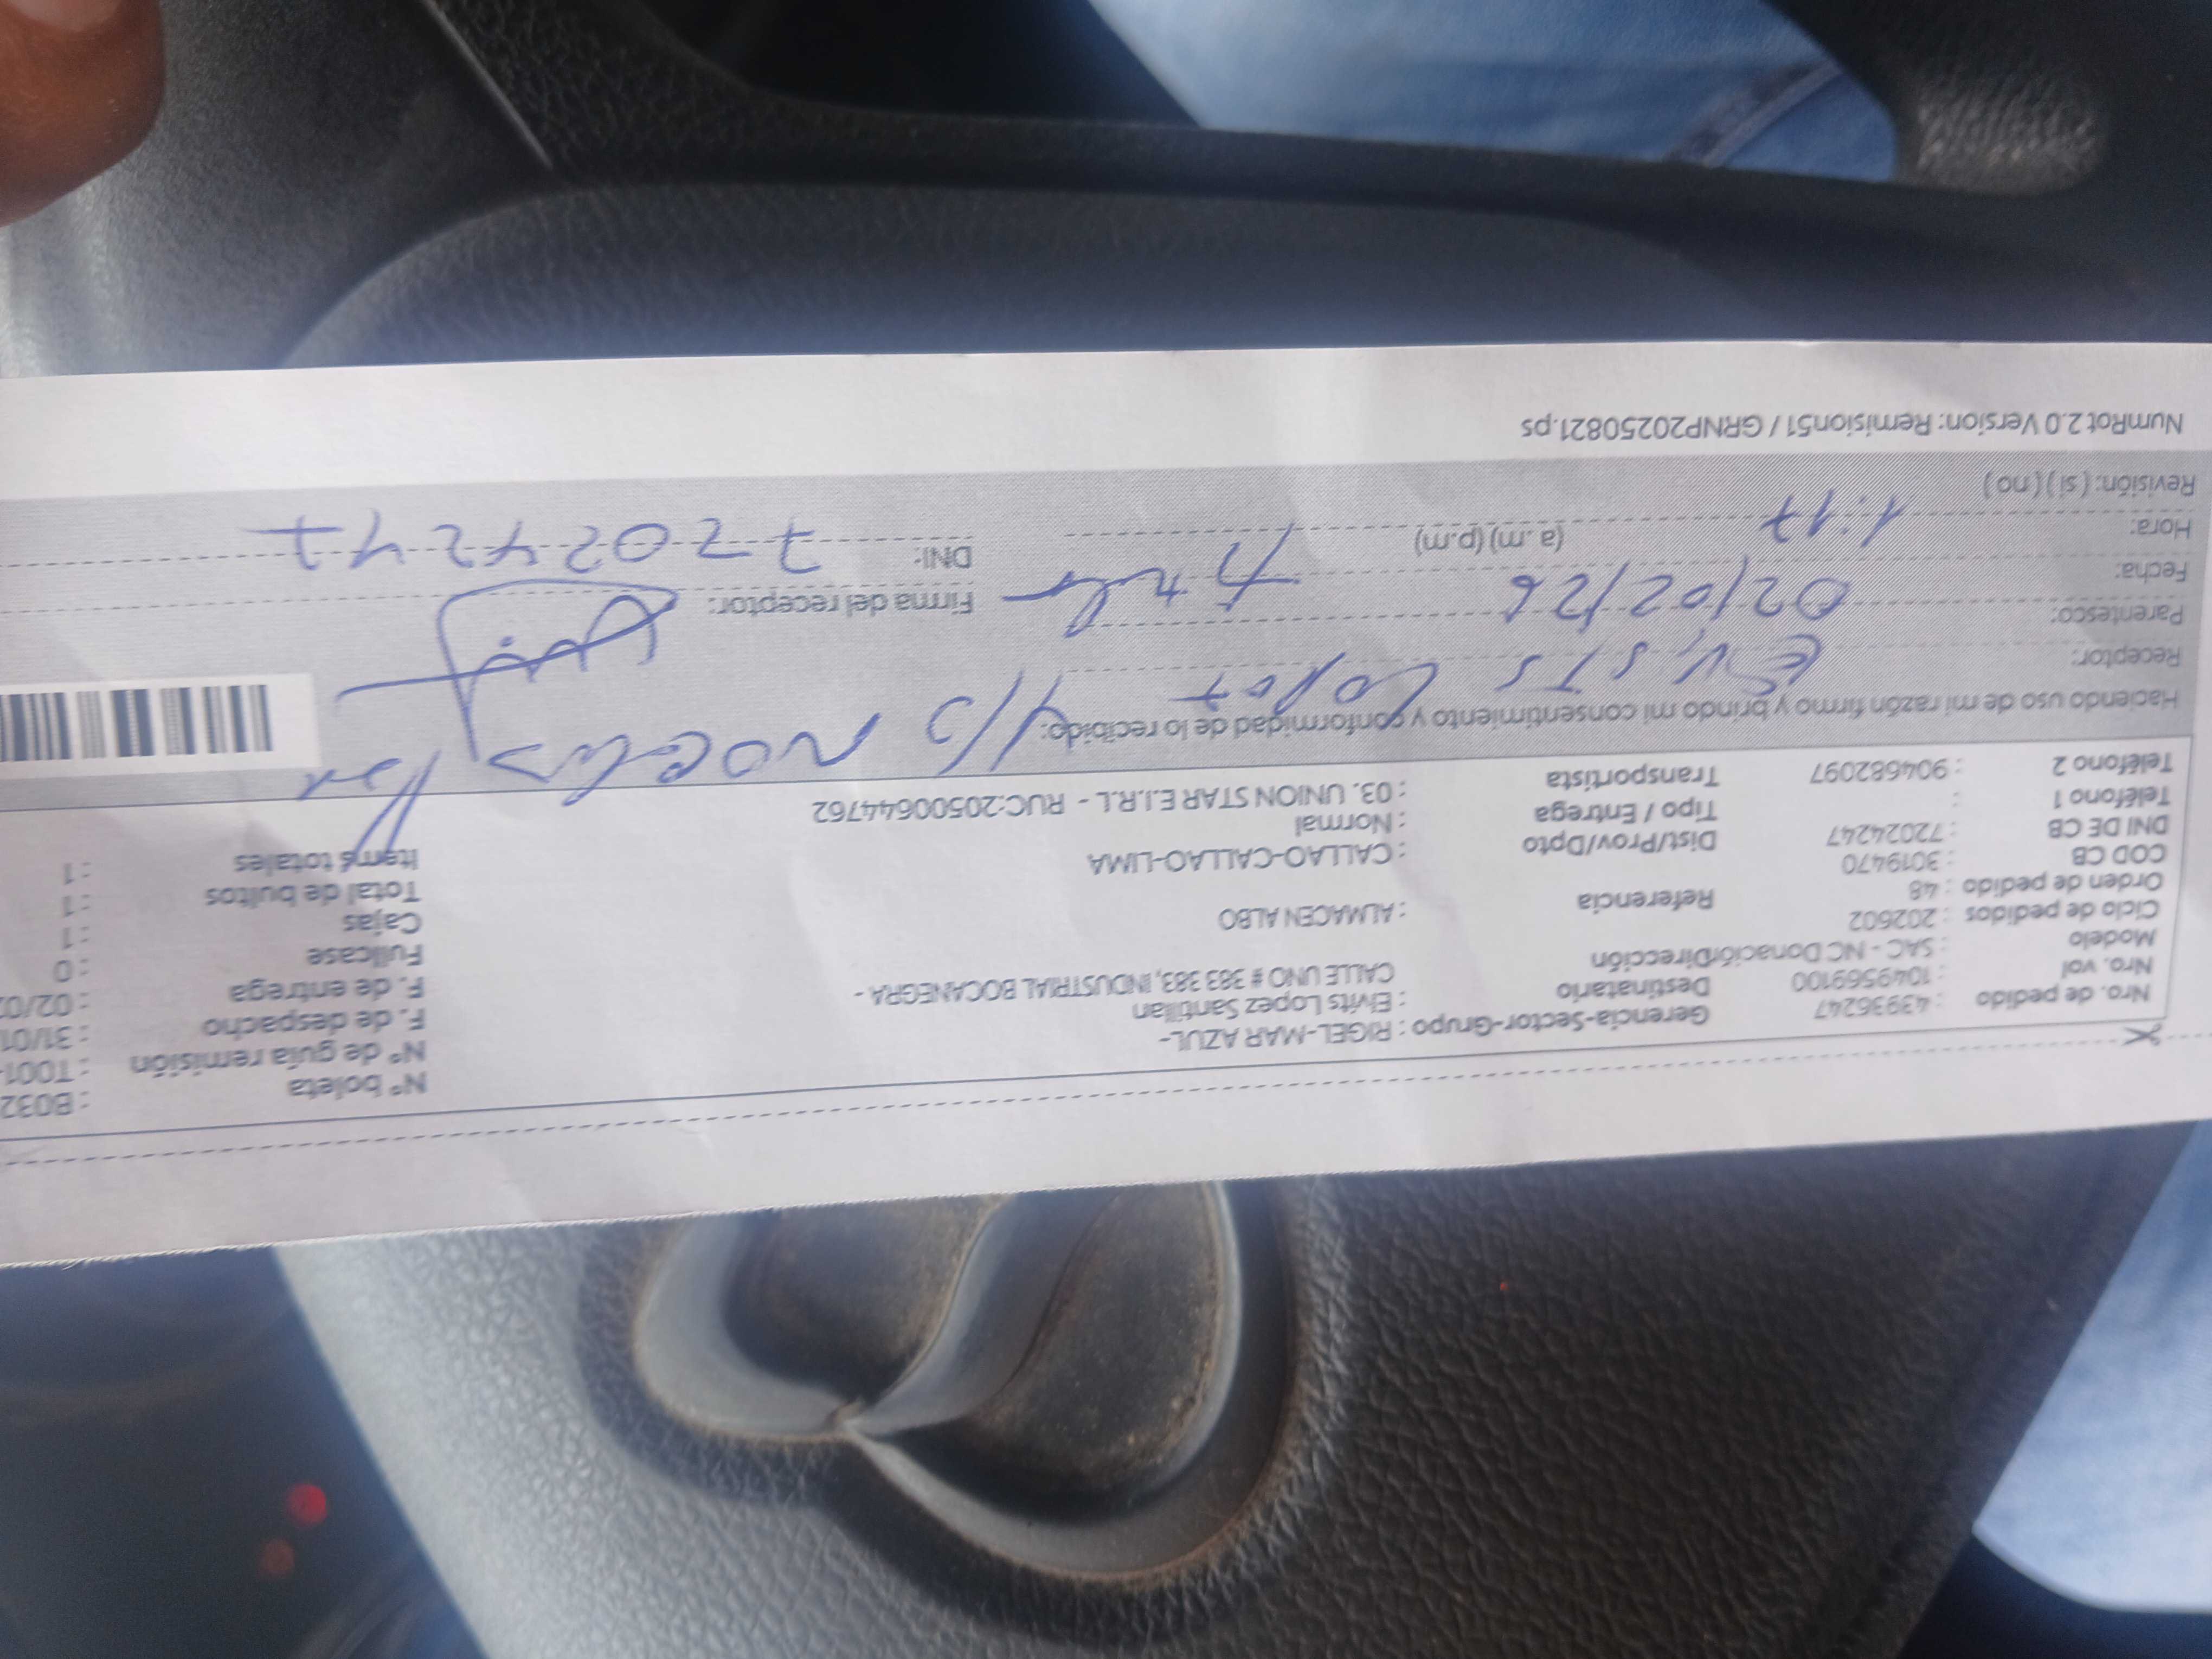 Nº boleta : B032
Gerencia-Sector-Grupo : RIGEL-MAR AZUL-
Nº de guía remisión : T001-
Nro. de pedido : 43936247
Destinatario : Elvits Lopez Santillan
F. de despacho : 31/01
Nro. vol : 1049569100
CALLE UNO # 383 383, INDUSTRIAL BOCANEGRA -
F. de entrega : 02/02
Modelo : SAC - NC Donación Dirección
Fullcase : 0
Ciclo de pedidos : 202602
Referencia : ALMACEN ALBO
Cajas : 1
Orden de pedido : 48
Total de bultos : 1
COD CB : 3019470
Dist/Prov/Dpto : CALLAO-CALLAO-LIMA
Items totales : 1
DNI DE CB : 72024247
Tipo / Entrega : Normal
Teléfono 1 :
Transportista : 03. UNION STAR E.I.R.L - RUC:20500644762
Teléfono 2 : 904682097
Haciendo uso de mi razón firmo y brindo mi consentimiento y conformidad de lo recibido:
Receptor:
Parentesco:
Firma del receptor:
Fecha: 02/02/26
DNI: 72024247
Hora: 1:17 (a. m) (p.m)
Revisión: ( si ) ( no )
NumRot 2.0 Version: Remision51 / GRNP20250821.ps